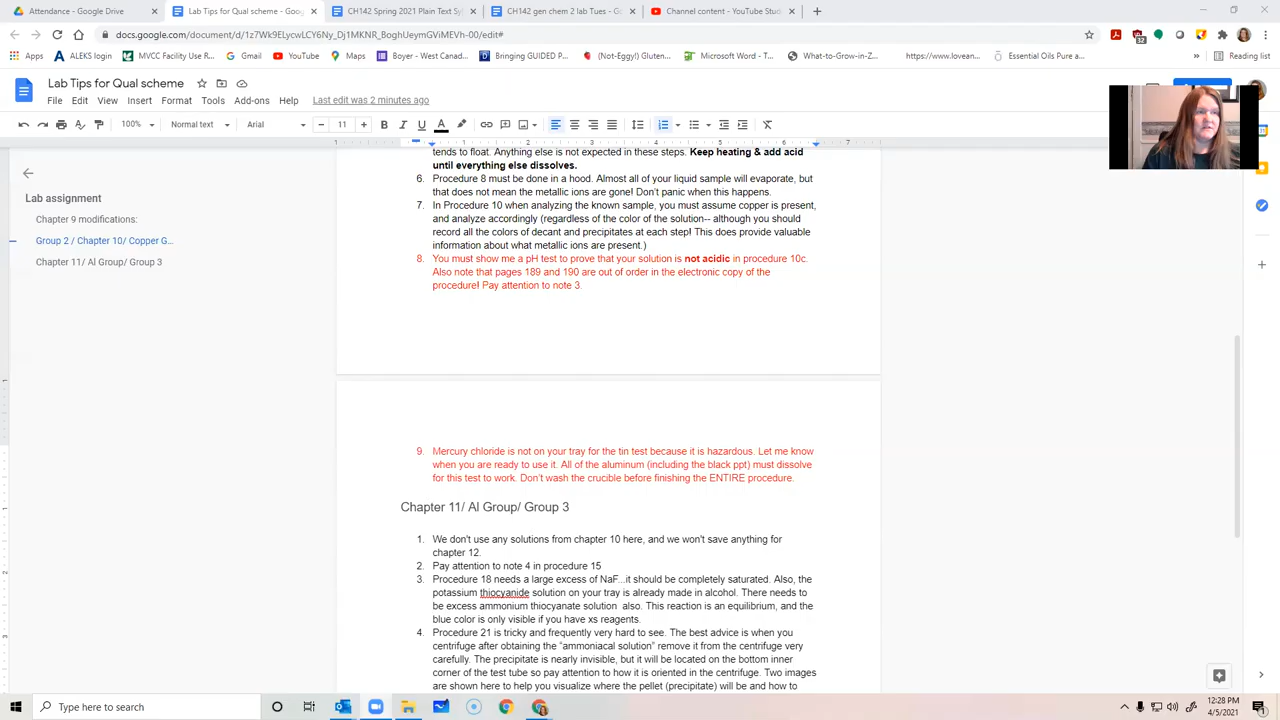 Attendance - Google Drive
Lab Tips for Qual scheme - Goo
CH142 Spring 2021 Plain Text Sy
CH142 gen chem 2 lab Tues - Go
Channel content - YouTube Stud
docs.google.com/document/d/1z7Wk9ELycwLCY6Ny_Dj1MKNR_BoghUeymGViMEVh-00/edit#
Apps
ALEKS login
MVCC Facility Reques...
Gmail
YouTube
Maps
Boyer - West Canad...
Bringing GUIDED P...
(Not-Eggy!) Gluten...
Microsoft Word - 1...
What-to-Grow-in-Z...
https://www.lovean...
Essential Oils Pure a...
Reading list
Lab Tips for Qual scheme
File Edit View Insert Format Tools Add-ons Help Last edit was 2 minutes ago
100% Normal text Arial 11
Lab assignment
Chapter 9 modifications:
Group 2 / Chapter 10/ Copper G...
Chapter 11/ Al Group/ Group 3
tends to float. Anything else is not expected in these steps. Keep heating & add acid
until everything else dissolves.
6. Procedure 8 must be done in a hood. Almost all of your liquid sample will evaporate, but
that does not mean the metallic ions are gone! Don't panic when this happens.
7. In Procedure 10 when analyzing the known sample, you must assume copper is present,
and analyze accordingly (regardless of the color of the solution-- although you should
record all the colors of decant and precipitates at each step! This does provide valuable
information about what metallic ions are present.)
8. You must show me a pH test to prove that your solution is not acidic in procedure 10c.
Also note that pages 189 and 190 are out of order in the electronic copy of the
procedure! Pay attention to note 3.
9. Mercury chloride is not on your tray for the tin test because it is hazardous. Let me know
when you are ready to use it. All of the aluminum (including the black ppt) must dissolve
for this test to work. Don't wash the crucible before finishing the ENTIRE procedure.
Chapter 11/ Al Group/ Group 3
1. We don't use any solutions from chapter 10 here, and we won't save anything for
chapter 12.
2. Pay attention to note 4 in procedure 15
3. Procedure 18 needs a large excess of NaF...it should be completely saturated. Also, the
potassium thiocyanide solution on your tray is already made in alcohol. There needs to
be excess ammonium thiocyanate solution also. This reaction is an equilibrium, and the
blue color is only visible if you have xs reagents.
4. Procedure 21 is tricky and frequently very hard to see. The best advice is when you
centrifuge after obtaining the "ammoniacal solution" remove it from the centrifuge very
carefully. The precipitate is nearly invisible, but it will be located on the bottom inner
corner of the test tube so pay attention to how it is oriented in the centrifuge. Two images
are shown here to help you visualize where the pellet (precipitate) will be and how to
Type here to search
12:28 PM
4/5/2021